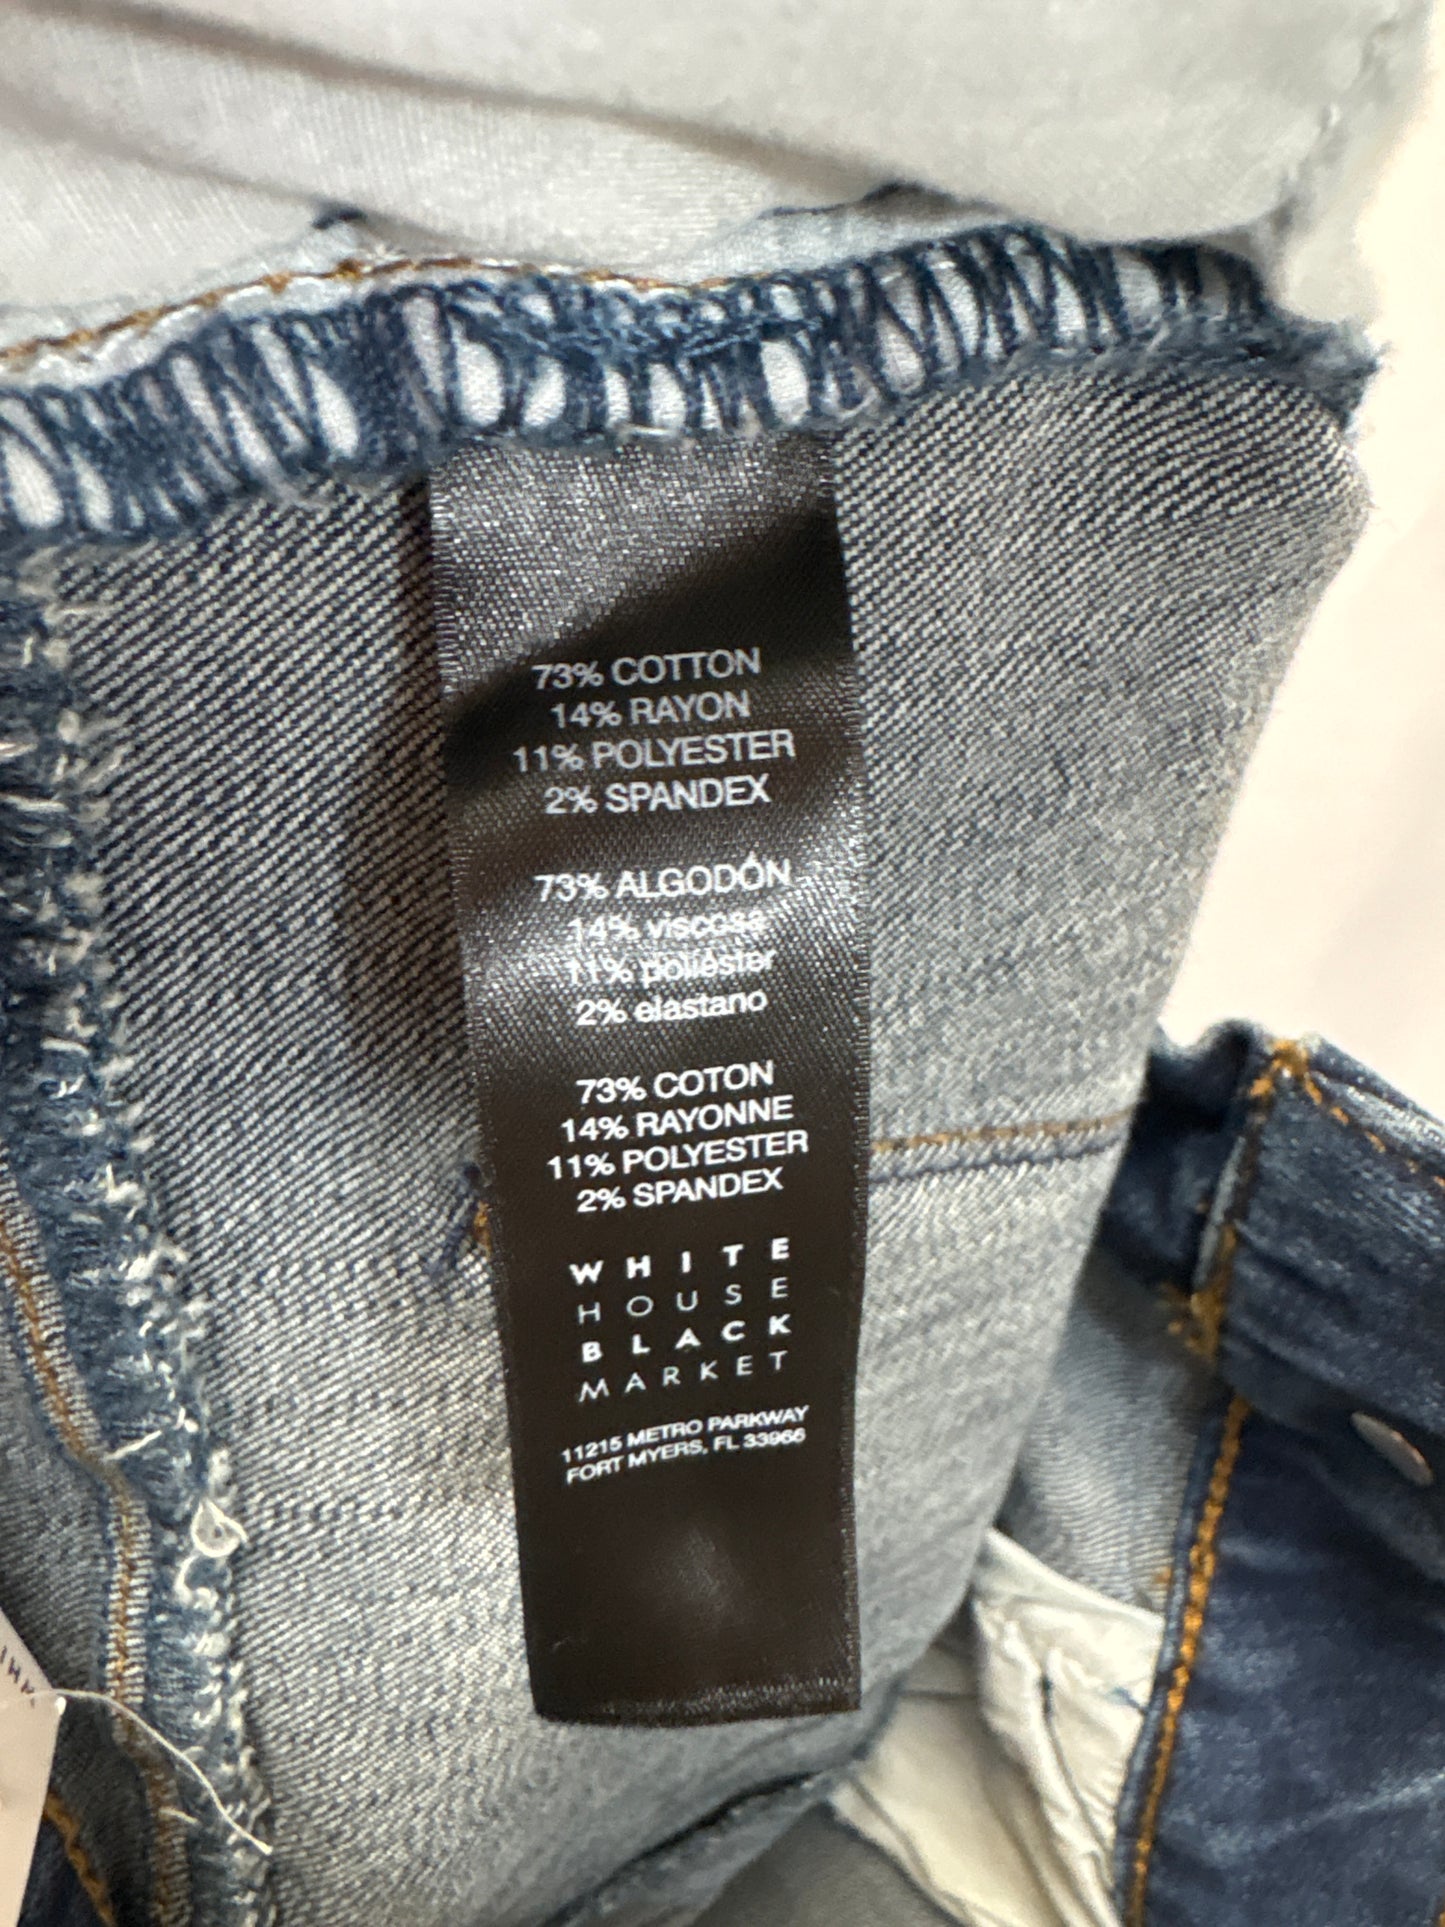 73% COTTON
14% RAYON
11% POLYESTER
2% SPANDEX
73% ALGODÓN
14% viscosa
11% poliéster
2% elastano
73% COTON
14% RAYONNE
11% POLYESTER
2% SPANDEX
WHITE
HOUSE
BLACK
MARKET
11215 METRO PARKWAY
FORT MYERS, FL 33966